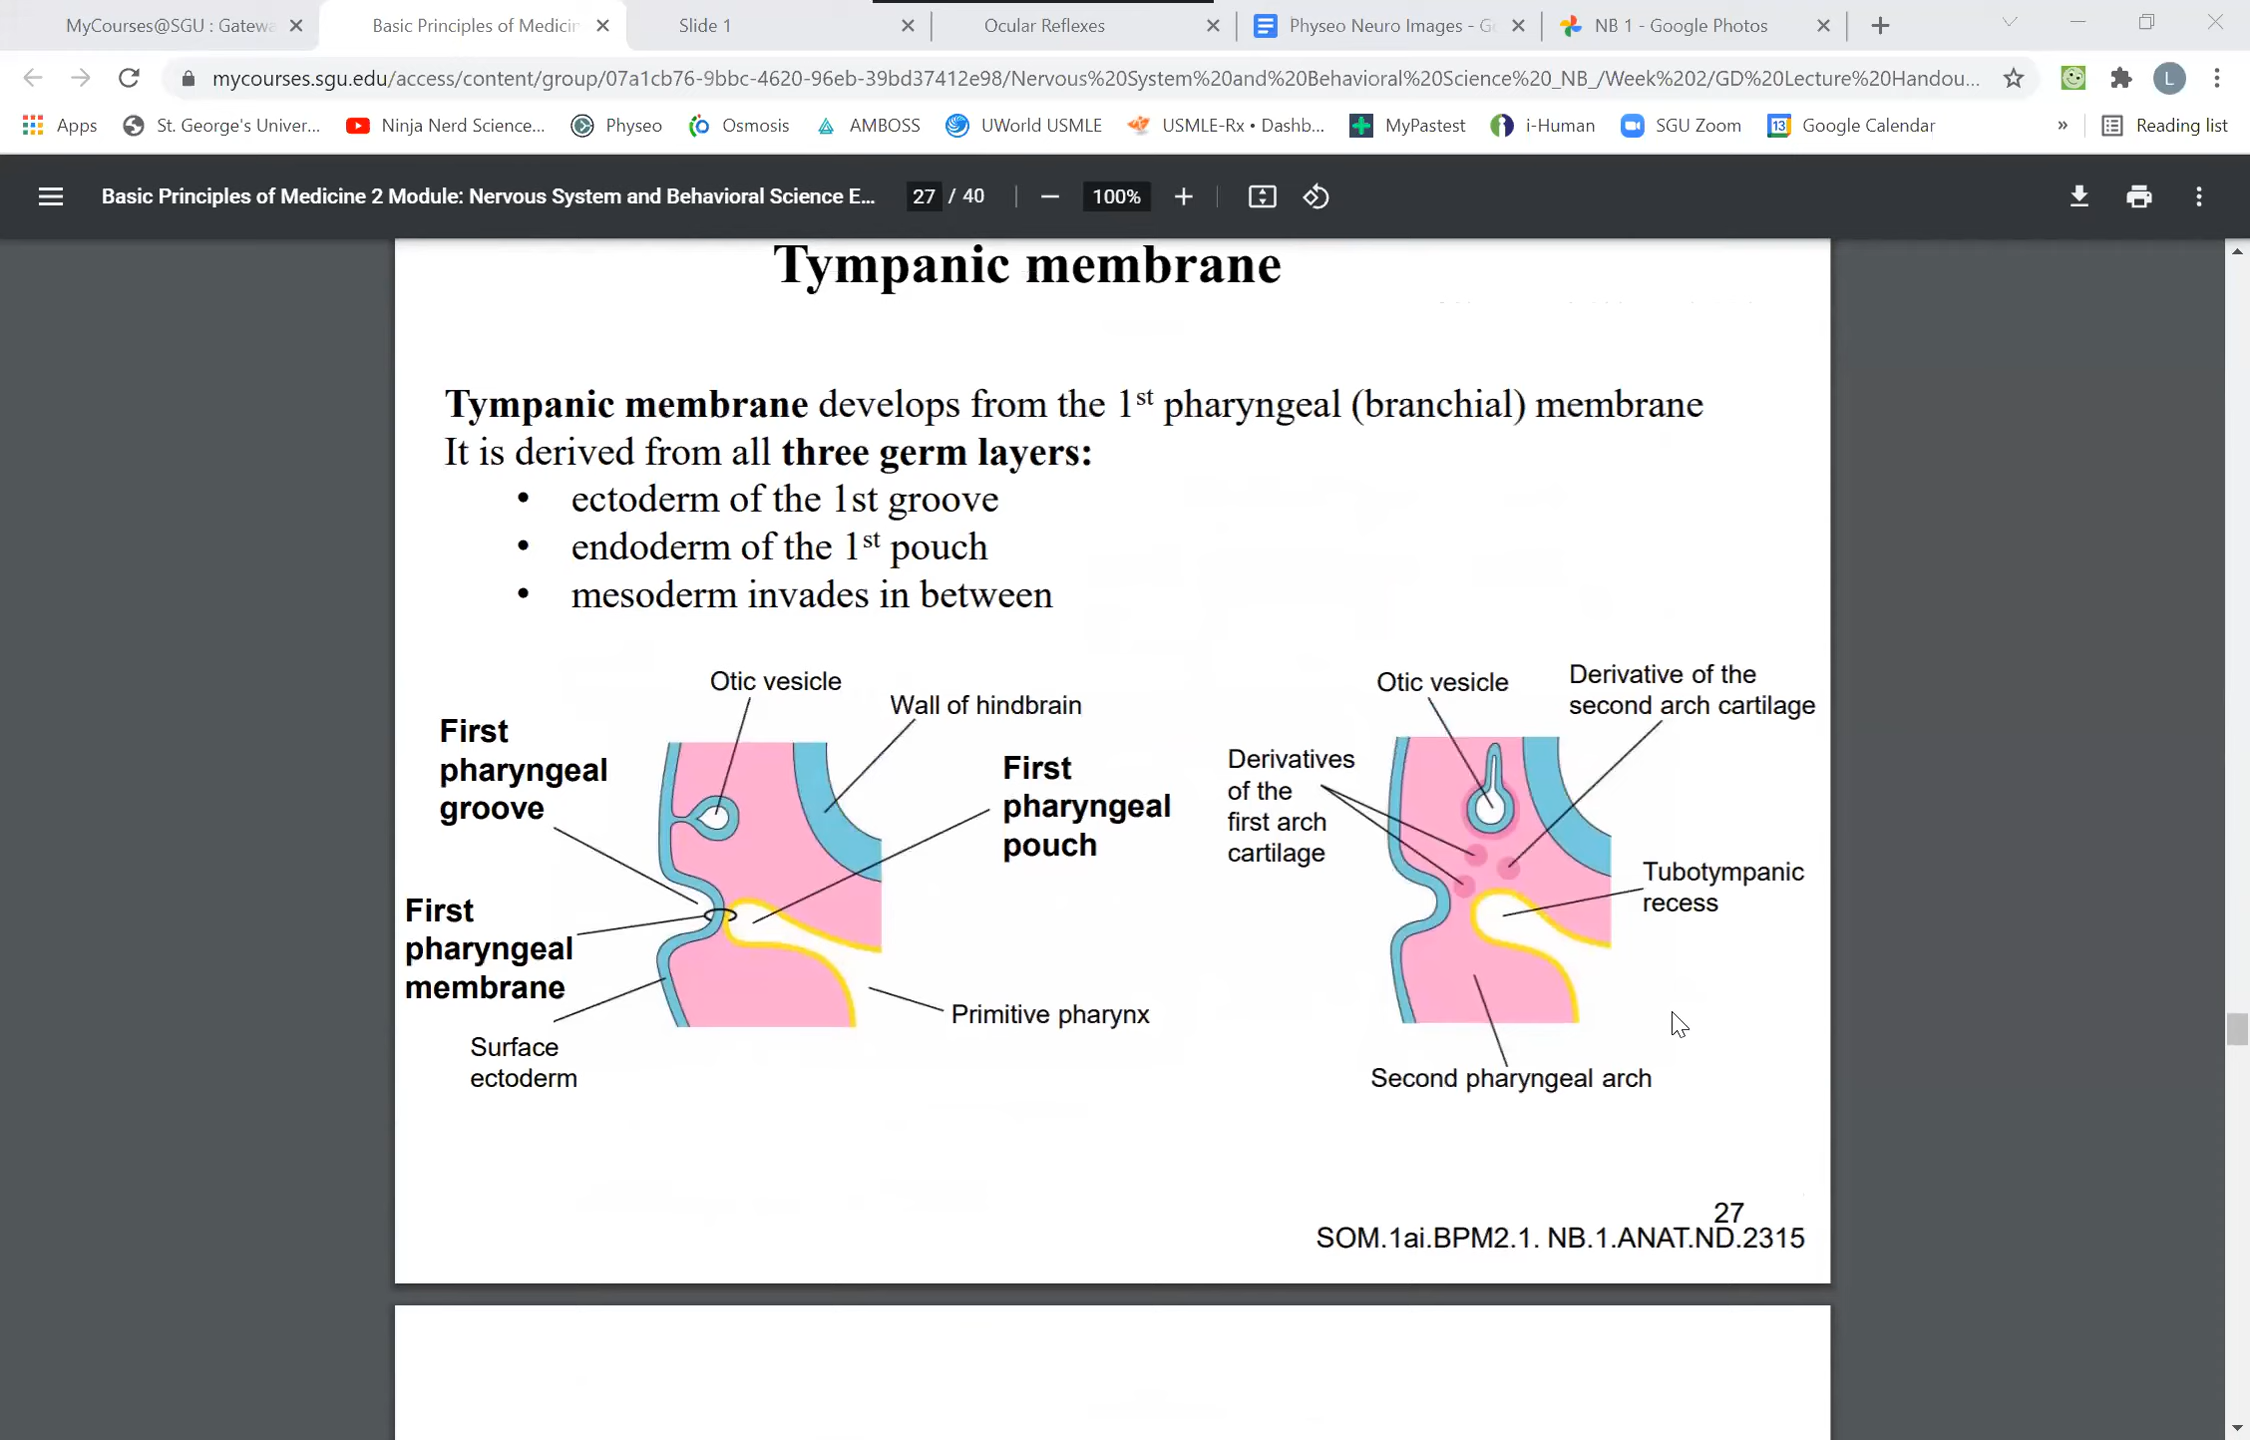 MyCourses@SGU : Gatewa
Basic Principles of Medicin
Slide 1
Ocular Reflexes
Physeo Neuro Images - G
NB 1 - Google Photos
mycourses.sgu.edu/access/content/group/07a1cb76-9bbc-4620-96eb-39bd37412e98/Nervous%20System%20and%20Behavioral%20Science%20_NB_/Week%202/GD%20Lecture%20Handou...
L
Apps
St. George's Univer...
Ninja Nerd Science...
Physeo
Osmosis
AMBOSS
UWorld USMLE
USMLE-Rx • Dashb...
MyPastest
i-Human
SGU Zoom
13
Google Calendar
»
Reading list
Basic Principles of Medicine 2 Module: Nervous System and Behavioral Science E...
27 / 40
100%
Tympanic membrane
Tympanic membrane develops from the 1st pharyngeal (branchial) membrane
It is derived from all three germ layers:
• ectoderm of the 1st groove
• endoderm of the 1st pouch
• mesoderm invades in between
Otic vesicle
Wall of hindbrain
First
pharyngeal
groove
First
pharyngeal
pouch
First
pharyngeal
membrane
Primitive pharynx
Surface
ectoderm
Otic vesicle
Derivative of the
second arch cartilage
Derivatives
of the
first arch
cartilage
Tubotympanic
recess
Second pharyngeal arch
27
SOM.1ai.BPM2.1. NB.1.ANAT.ND.2315